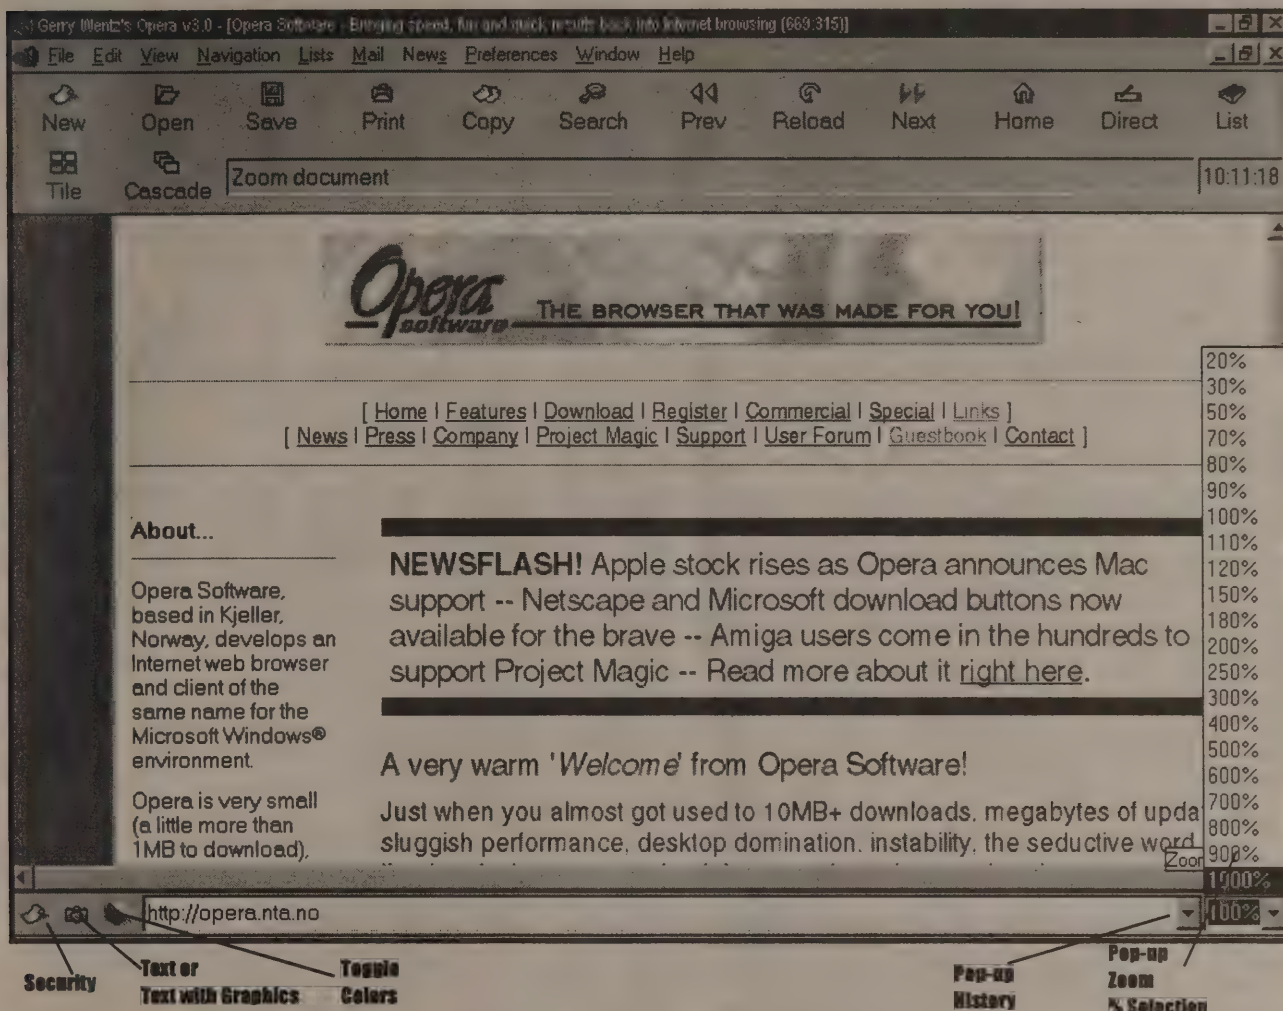 Gerry Wentz's Opera v3.0 - [Opera Software - Bringing speed, fun and quick results back into Internet browsing (669:315)]
File Edit View Navigation Lists Mail News Preferences Window Help
New Open Save Print Copy Search Prev Reload Next Home Direct List
Tile Cascade Zoom document 10:11:18
Opera software THE BROWSER THAT WAS MADE FOR YOU!
[ Home | Features | Download | Register | Commercial | Special | Links ]
[ News | Press | Company | Project Magic | Support | User Forum | Guestbook | Contact ]
About...
Opera Software,
based in Kjeller,
Norway, develops an
Internet web browser
and client of the
same name for the
Microsoft Windows®
environment.
Opera is very small
(a little more than
1MB to download),
NEWSFLASH! Apple stock rises as Opera announces Mac
support -- Netscape and Microsoft download buttons now
available for the brave -- Amiga users come in the hundreds to
support Project Magic -- Read more about it right here.
A very warm 'Welcome' from Opera Software!
Just when you almost got used to 10MB+ downloads, megabytes of upda
sluggish performance, desktop domination, instability, the seductive word
20%
30%
50%
70%
80%
90%
100%
110%
120%
150%
180%
200%
250%
300%
400%
500%
600%
700%
800%
900%
1000%
Zoom
http://opera.nta.no 100%
Security
Text or
Text with Graphics
Toggle
Colors
Pop-up
History
Pop-up
Zoom
% Selection